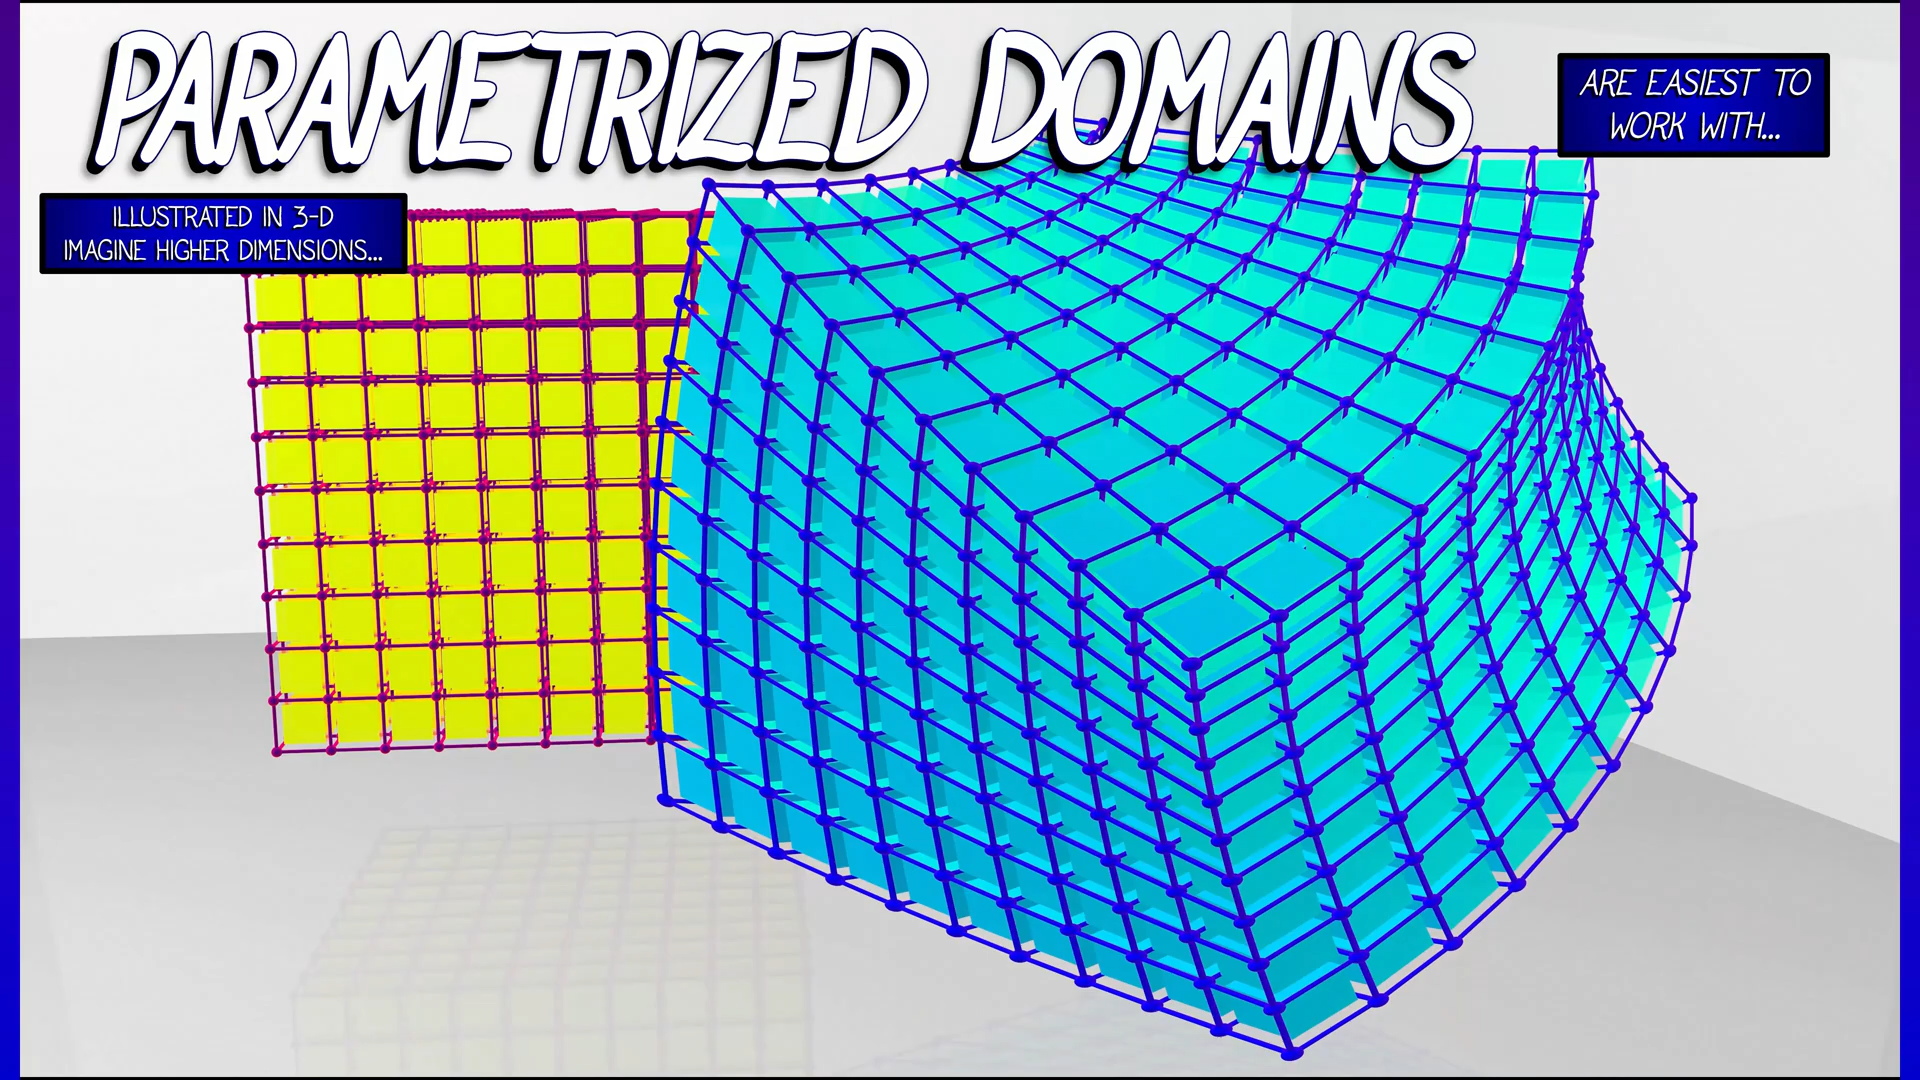 PARAMETRIZED DOMAINS
ARE EASIEST TO
WORK WITH...
ILLUSTRATED IN 3-D
IMAGINE HIGHER DIMENSIONS...